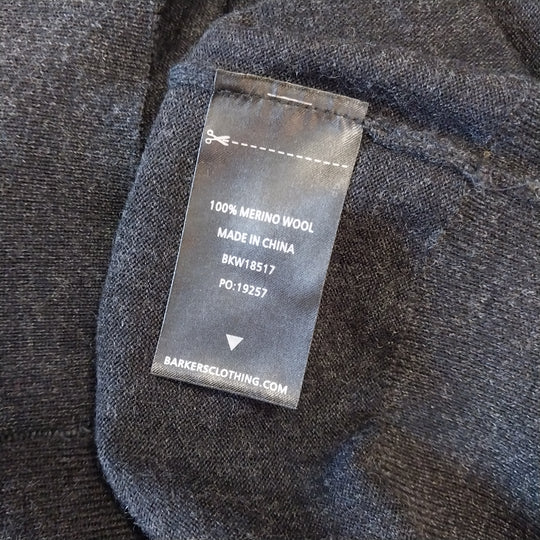 100% MERINO WOOL
MADE IN CHINA
BKW18517
PO:19257
BARKERSCLOTHING.COM